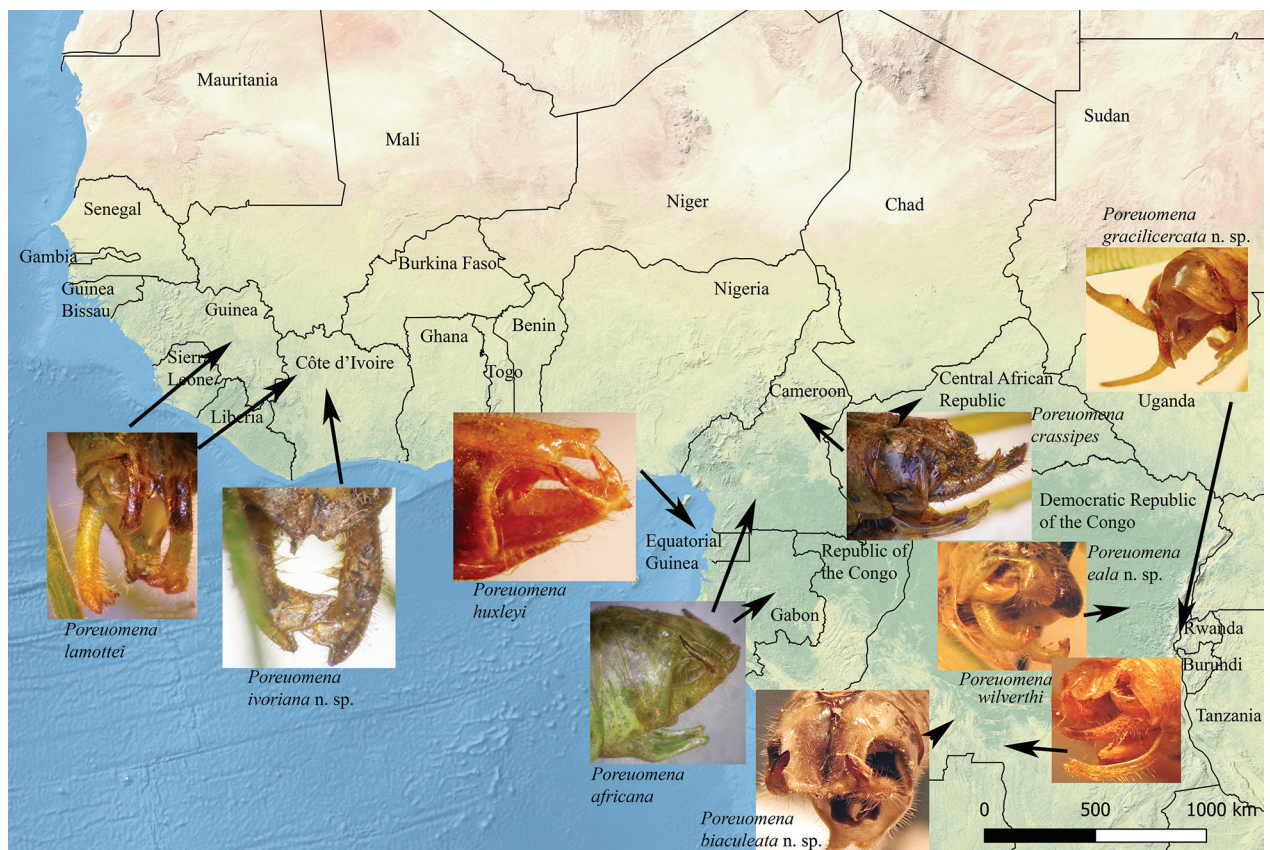 Mauritania
Mali
Niger
Chad
Sudan
Senegal
Gambia
Guinea
Bissau
Guinea
Burkina Faso
Nigeria
Poreuomena
gracilicercata n. sp.
Sierra
Leone
Liberia
Côte d’Ivoire
Ghana
Togo
Benin
Cameroon
Central African
Republic
Uganda
Poreuomena
crassipes
Democratic Republic
of the Congo
Equatorial
Guinea
Republic of
the Congo
Gabon
Poreuomena
eala n. sp.
Rwanda
Burundi
Tanzania
Poreuomena
lamottei
Poreuomena
ivoriana n. sp.
Poreuomena
huxleyi
Poreuomena
africana
Poreuomena
wilverthi
Poreuomena
biaculeata n. sp.
0 500 1000 km